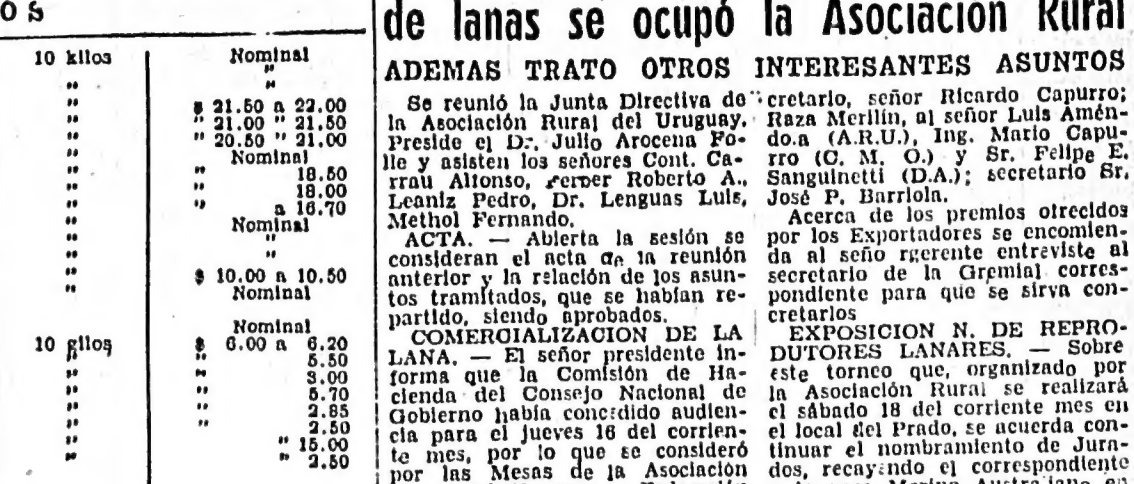 OS
10 kilos Nominal
" "
" "
" $ 21.50 a 22.00
" " 21.00 " 21.50
" " 20.50 " 21.00
" Nominal
" " 18.50
" " 18.00
" " a 16.70
" Nominal
" "
" "
" $ 10.00 a 10.50
" Nominal
Nominal
10 gilos $ 6.00 a 6.20
" " 5.50
" " 3.00
" " 5.70
" " 2.85
" " 2.50
" " 15.00
" " 2.50
de lanas se ocupó la Asociación Rural
ADEMAS TRATO OTROS INTERESANTES ASUNTOS
Se reunió la Junta Directiva de
la Asociación Rural del Uruguay.
Preside el Dr. Julio Arocena Fo-
lle y asisten los señores Cont. Ca-
rrau Altonso, Ferber Roberto A.,
Leaniz Pedro, Dr. Lenguas Luis,
Methol Fernando.
ACTA. — Abierta la sesión se
consideran el acta de la reunión
anterior y la relación de los asun-
tos tramitados, que se habían re-
partido, siendo aprobados.
COMERCIALIZACION DE LA
LANA. — El señor presidente in-
forma que la Comisión de Ha-
cienda del Consejo Nacional de
Gobierno había concedido audien-
cia para el jueves 16 del corrien-
te mes, por lo que se consideró
por las Mesas de la Asociación
cretario, señor Ricardo Capurro;
Raza Merilin, al señor Luis Amén-
do.a (A.R.U.), Ing. Mario Capu-
rro (C. M. O.) y Sr. Felipe E.
Sanguinetti (D.A.); secretario Sr.
José P. Barriola.
Acerca de los premios ofrecidos
por los Exportadores se encomien-
da al seño rgerente entreviste al
secretario de la Gremial corres-
pondiente para que se sirva con-
cretarlos
EXPOSICION N. DE REPRO-
DUTORES LANARES. — Sobre
este torneo que, organizado por
la Asociación Rural se realizará
el sábado 18 del corriente mes en
el local del Prado, se acuerda con-
tinuar el nombramiento de Jura-
dos, recayendo el correspondiente